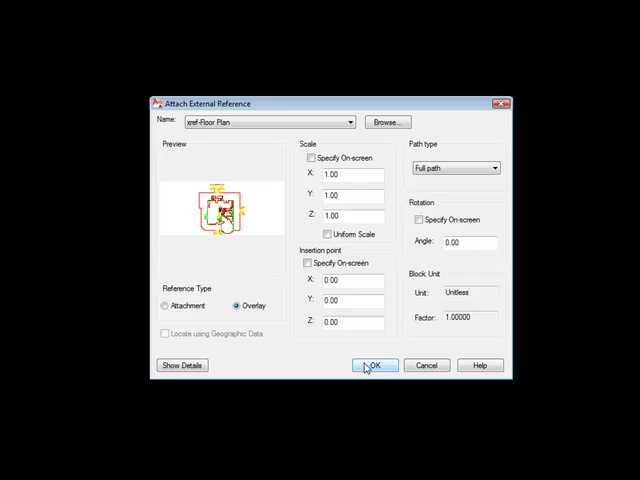 Attach External Reference
Name: xref-Floor Plan Browse...
Preview
Scale
Specify On-screen
X: 1.00
Y: 1.00
Z: 1.00
Uniform Scale
Path type
Full path
Rotation
Specify On-screen
Angle: 0.00
Insertion point
Specify On-screen
X: 0.00
Y: 0.00
Z: 0.00
Block Unit
Unit: Unitless
Factor: 1.00000
Reference Type
Attachment Overlay
Locate using Geographic Data
Show Details OK Cancel Help